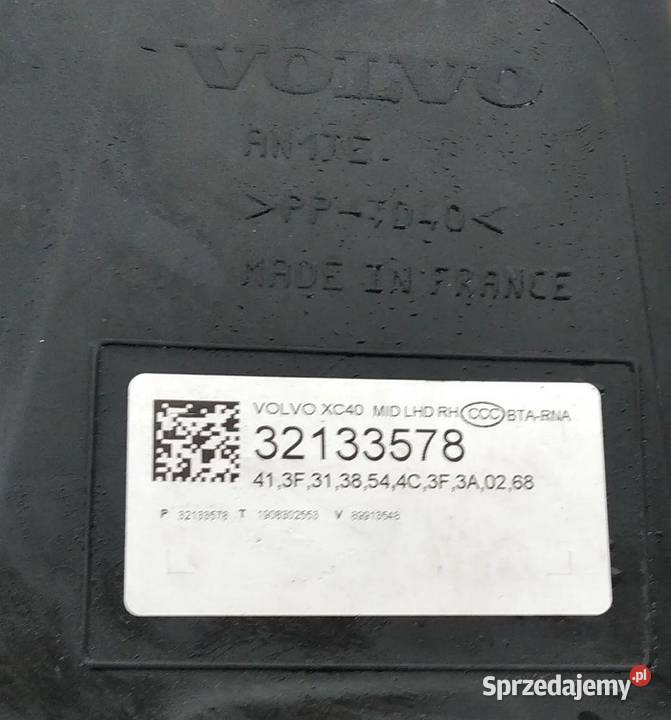 VOLVO
>PP-TD40<
MADE IN FRANCE
VOLVO XC40 MID LHD RH CCC BTA-RNA
32133578
41,3F,31,38,54,4C,3F,3A,02,68
P 32133578 T 1908302553 V 89913548
Sprzedajemy.pl